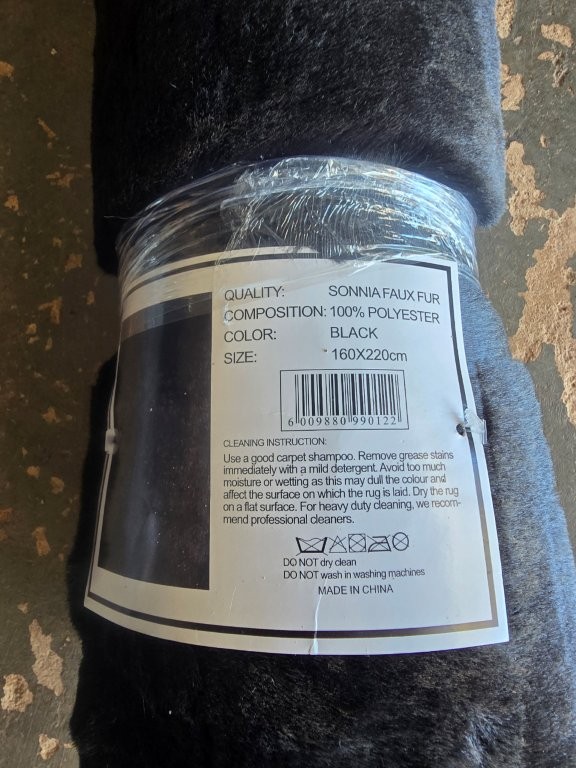 QUALITY: SONNIA FAUX FUR
COMPOSITION: 100% POLYESTER
COLOR: BLACK
SIZE: 160X220cm
6 009880 990122
CLEANING INSTRUCTION:
Use a good carpet shampoo. Remove grease stains
immediately with a mild detergent. Avoid too much
moisture or wetting as this may dull the colour and
affect the surface on which the rug is laid. Dry the rug
on a flat surface. For heavy duty cleaning, we recom-
mend professional cleaners.
DO NOT dry clean
DO NOT wash in washing machines
MADE IN CHINA